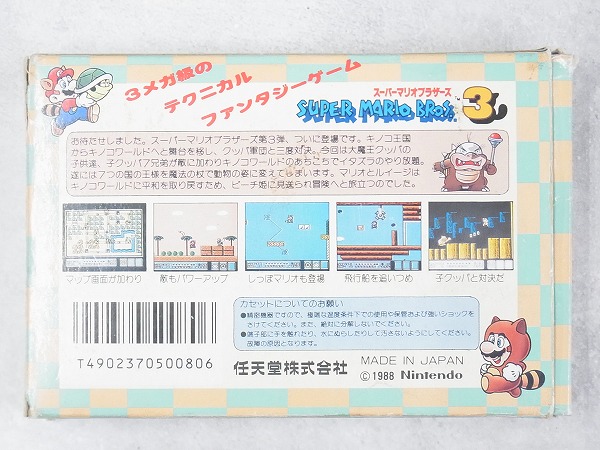 3メガ級の
テクニカル
ファンタジーゲーム
スーパーマリオブラザーズ
SUPER MARIO BROS. 3
お待たせしました。スーパーマリオブラザーズ第3弾、ついに登場です。キノコ王国
からキノコワールドへと舞台を移し、クッパ軍団と三度対決。今回は大魔王クッパの
子供達、子クッパ7兄弟が敵に加わりキノコワールドのあちこちでイタズラのやり放題。
遂には7つの国の王様を魔法の杖で動物の姿に変えてしまいます。マリオとルイージは
キノコワールドに平和を取り戻すため、ピーチ姫に見送られ冒険へと旅立つのでした。
マップ画面が加わり
敵もパワーアップ
しっぽマリオも登場
飛行船を追いつめ
子クッパと対決だ
カセットについてのお願い
●精密機器ですので、極端な温度条件下での使用や保管および強いショックを
さけてください。また、絶対に分解しないでください。
●端子部に手を触れたり、水にぬらしたりして汚さないようにしてください。
故障の原因となります。
T4902370500806
任天堂株式会社
MADE IN JAPAN
©1988 Nintendo